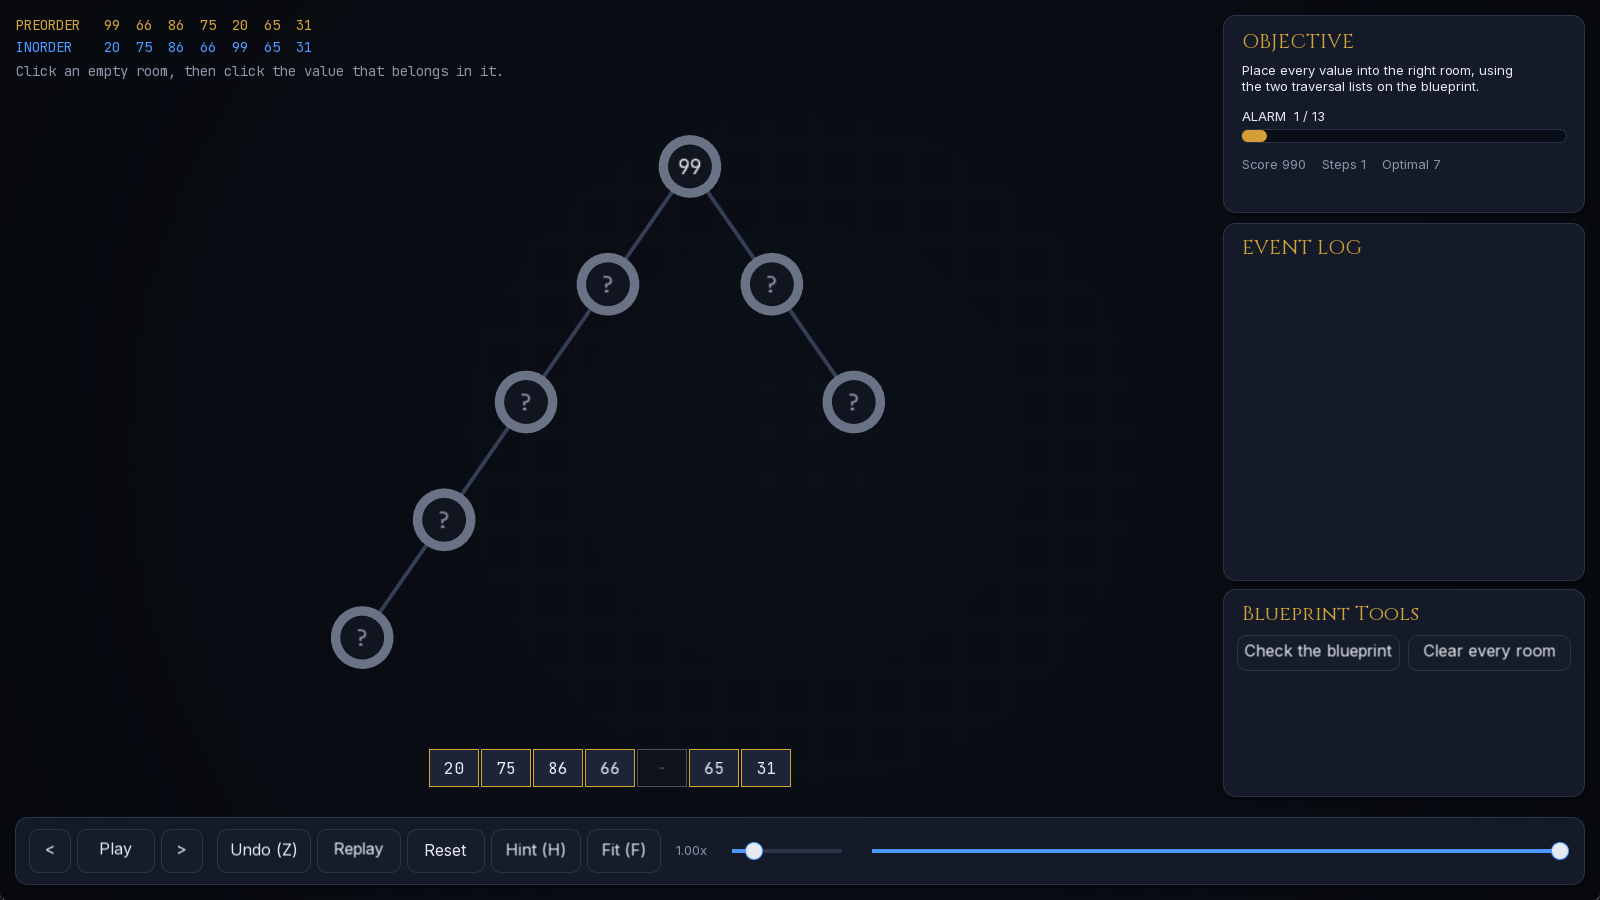 PREORDER 99 66 86 75 20 65 31
INORDER 20 75 86 66 99 65 31
Click an empty room, then click the value that belongs in it.
99
? ?
? ?
?
?
20 75 86 66 - 65 31
OBJECTIVE
Place every value into the right room, using
the two traversal lists on the blueprint.
ALARM 1 / 13
Score 990 Steps 1 Optimal 7
EVENT LOG
Blueprint Tools
Check the blueprint Clear every room
< Play > Undo (Z) Replay Reset Hint (H) Fit (F) 1.00x